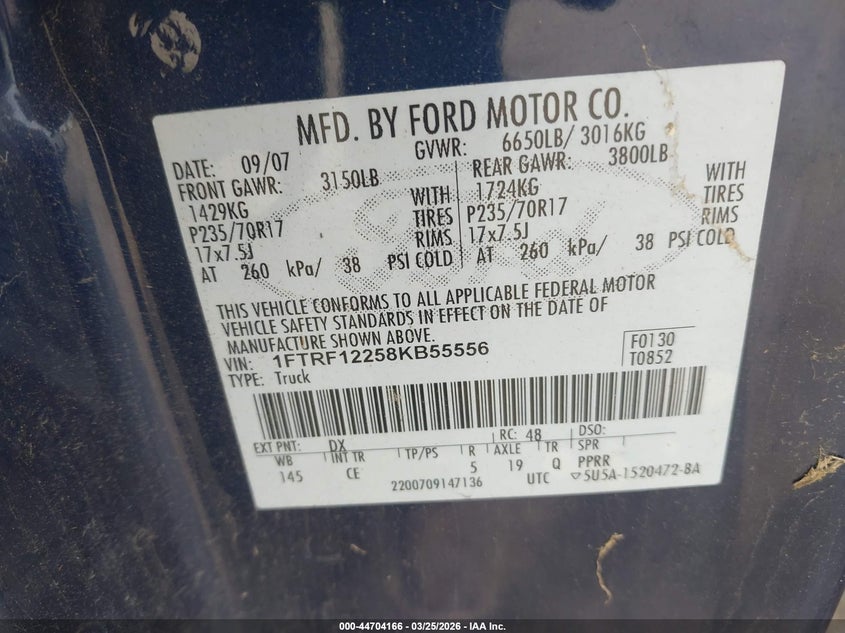 MFD. BY FORD MOTOR CO.
DATE: 09/07 GVWR: 6650LB/ 3016KG
FRONT GAWR: 3150LB REAR GAWR: 3800LB
1429KG WITH 1724KG WITH
P235/70R17 TIRES P235/70R17 TIRES
17x7.5J RIMS 17x7.5J RIMS
AT 260 kPa/ 38 PSI COLD AT 260 kPa/ 38 PSI COLD
THIS VEHICLE CONFORMS TO ALL APPLICABLE FEDERAL MOTOR
VEHICLE SAFETY STANDARDS IN EFFECT ON THE DATE OF
MANUFACTURE SHOWN ABOVE.
VIN: 1FTRF12258KB55556 F0130
TYPE: Truck T0852
EXT PNT: DX RC: 48 DSO:
WB INT TR TP/PS R AXLE TR SPR
145 CE 5 19 Q PPRR
2200709147136 UTC ▽5U5A-1520472-BA
000-44704166 - 03/25/2026 - IAA Inc.